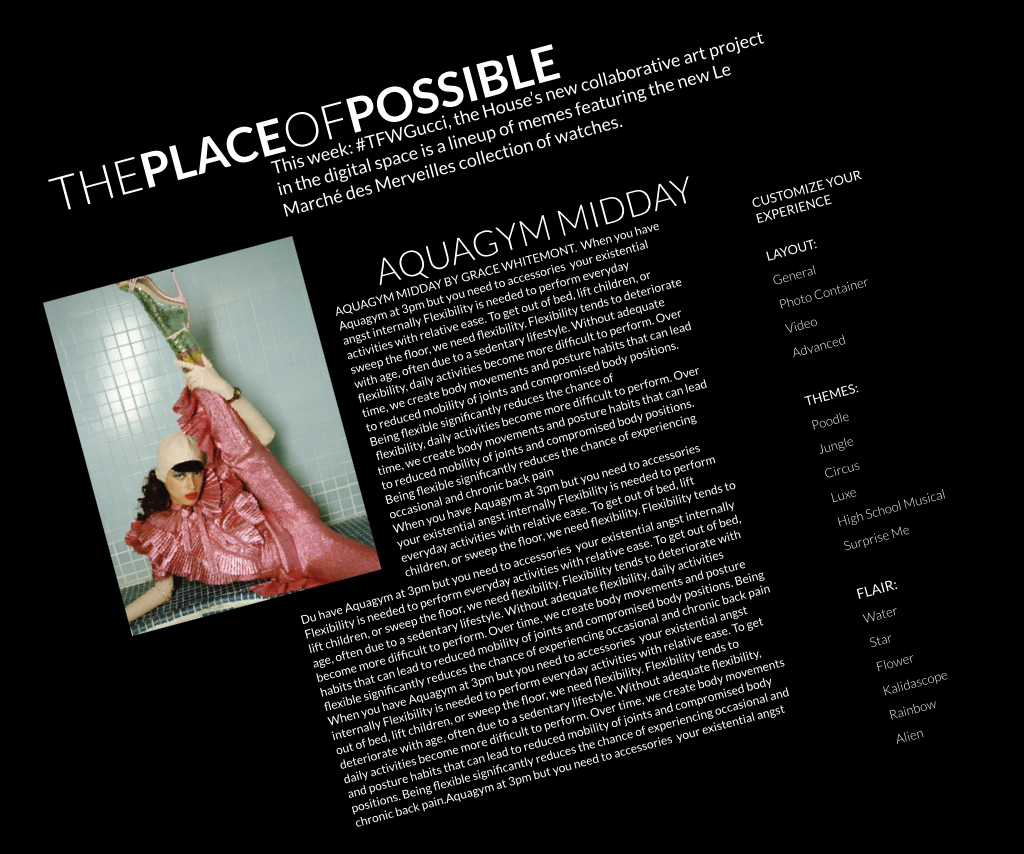 THEPLACEOFPOSSIBLE
This week: #TFWGucci, the House's new collaborative art project
in the digital space is a lineup of memes featuring the new Le
Marché des Merveilles collection of watches.
AQUAGYM MIDDAY
AQUAGYM MIDDAY BY GRACE WHITEMONT. When you have
Aquagym at 3pm but you need to accessories your existential
angst internally Flexibility is needed to perform everyday
activities with relative ease. To get out of bed, lift children, or
sweep the floor, we need flexibility. Flexibility tends to deteriorate
with age, often due to a sedentary lifestyle. Without adequate
flexibility, daily activities become more difficult to perform. Over
time, we create body movements and posture habits that can lead
to reduced mobility of joints and compromised body positions.
Being flexible significantly reduces the chance of
flexibility, daily activities become more difficult to perform. Over
time, we create body movements and posture habits that can lead
to reduced mobility of joints and compromised body positions.
Being flexible significantly reduces the chance of experiencing
occasional and chronic back pain
When you have Aquagym at 3pm but you need to accessories
your existential angst internally Flexibility is needed to perform
everyday activities with relative ease. To get out of bed, lift
children, or sweep the floor, we need flexibility. Flexibility tends to
Du have Aquagym at 3pm but you need to accessories your existential angst internally
Flexibility is needed to perform everyday activities with relative ease. To get out of bed,
lift children, or sweep the floor, we need flexibility. Flexibility tends to deteriorate with
age, often due to a sedentary lifestyle. Without adequate flexibility, daily activities
become more difficult to perform. Over time, we create body movements and posture
habits that can lead to reduced mobility of joints and compromised body positions. Being
flexible significantly reduces the chance of experiencing occasional and chronic back pain
When you have Aquagym at 3pm but you need to accessories your existential angst
internally Flexibility is needed to perform everyday activities with relative ease. To get
out of bed, lift children, or sweep the floor, we need flexibility. Flexibility tends to
deteriorate with age, often due to a sedentary lifestyle. Without adequate flexibility,
daily activities become more difficult to perform. Over time, we create body movements
and posture habits that can lead to reduced mobility of joints and compromised body
positions. Being flexible significantly reduces the chance of experiencing occasional and
chronic back pain.Aquagym at 3pm but you need to accessories your existential angst
CUSTOMIZE YOUR
EXPERIENCE
LAYOUT:
General
Photo Container
Video
Advanced
THEMES:
Poodle
Jungle
Circus
Luxe
High School Musical
Surprise Me
FLAIR:
Water
Star
Flower
Kalidascope
Rainbow
Alien